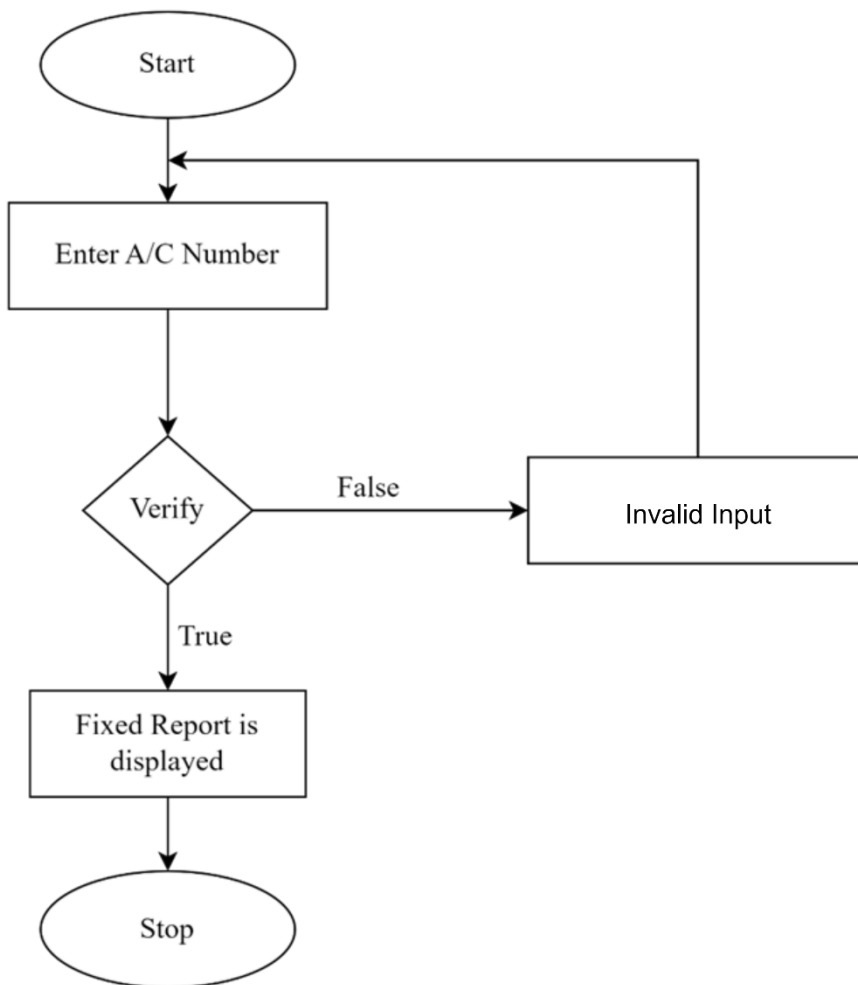 Start
Enter A/C Number
Verify
False
Invalid Input
True
Fixed Report is
displayed
Stop